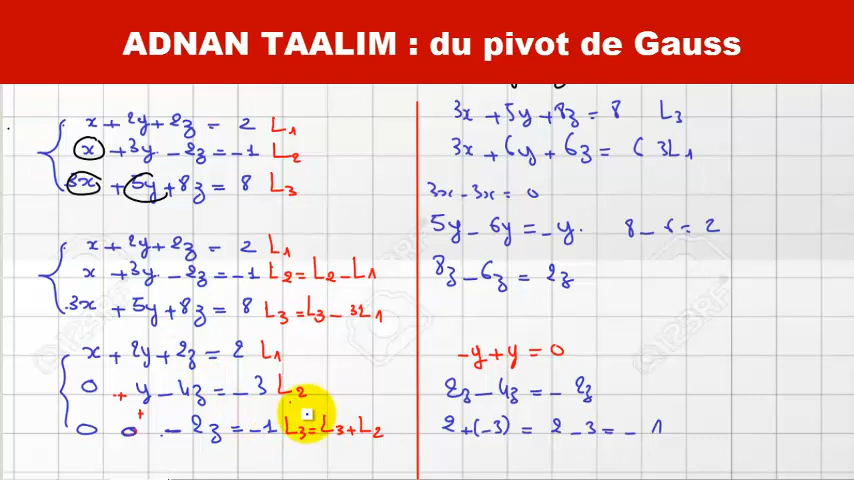 ADNAN TAALIM : du pivot de Gauss
x + 2y + 2z = 2 L1
x + 3y - 2z = -1 L2
3x + 5y + 8z = 8 L3
x + 2y + 2z = 2 L1
x + 3y - 2z = -1 L2 = L2 - L1
3x + 5y + 8z = 8 L3 = L3 - 3L1
x + 2y + 2z = 2 L1
0 + y - 4z = -3 L2
+
0 0 - 2z = -1 L3 = L3 + L2
3x + 5y + 8z = 8 L3
3x + 6y + 6z = 6 3L1
3x - 3x = 0
5y - 6y = -y. 8 - 6 = 2
8z - 6z = 2z
-y + y = 0
2z - 4z = -2z
2 + (-3) = 2 - 3 = -1
123RF